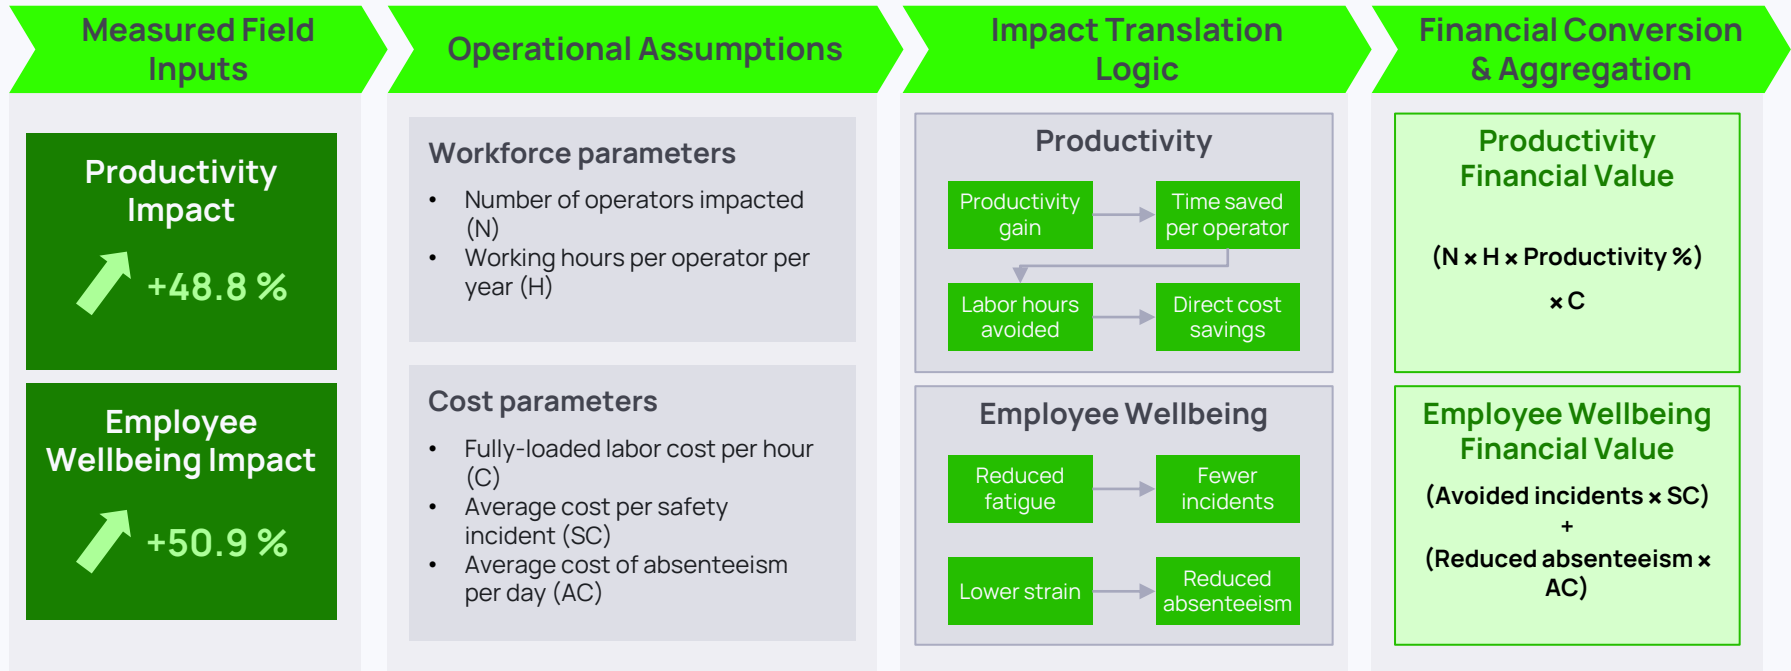 Measured Field
Inputs
Operational Assumptions
Impact Translation
Logic
Financial Conversion
& Aggregation
Productivity
Impact
+48.8 %
Employee
Wellbeing Impact
+50.9 %
Workforce parameters
• Number of operators impacted
(N)
• Working hours per operator per
year (H)
Cost parameters
• Fully-loaded labor cost per hour
(C)
• Average cost per safety
incident (SC)
• Average cost of absenteeism
per day (AC)
Productivity
Productivity
gain
Time saved
per operator
Labor hours
avoided
Direct cost
savings
Employee Wellbeing
Reduced
fatigue
Fewer
incidents
Lower strain
Reduced
absenteeism
Productivity
Financial Value
(N × H × Productivity %)
× C
Employee Wellbeing
Financial Value
(Avoided incidents × SC)
+
(Reduced absenteeism ×
AC)